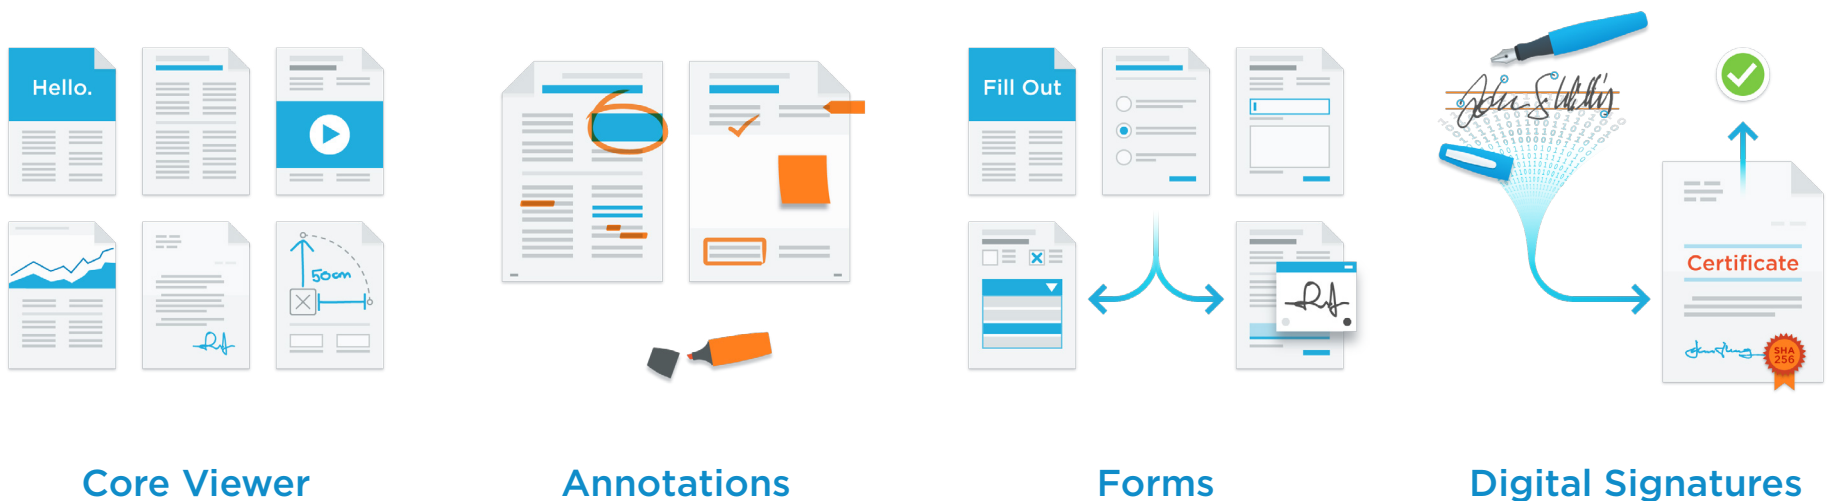 Hello.
50cm
Core Viewer
Annotations
Fill Out
Forms
Certificate
SHA
256
Digital Signatures